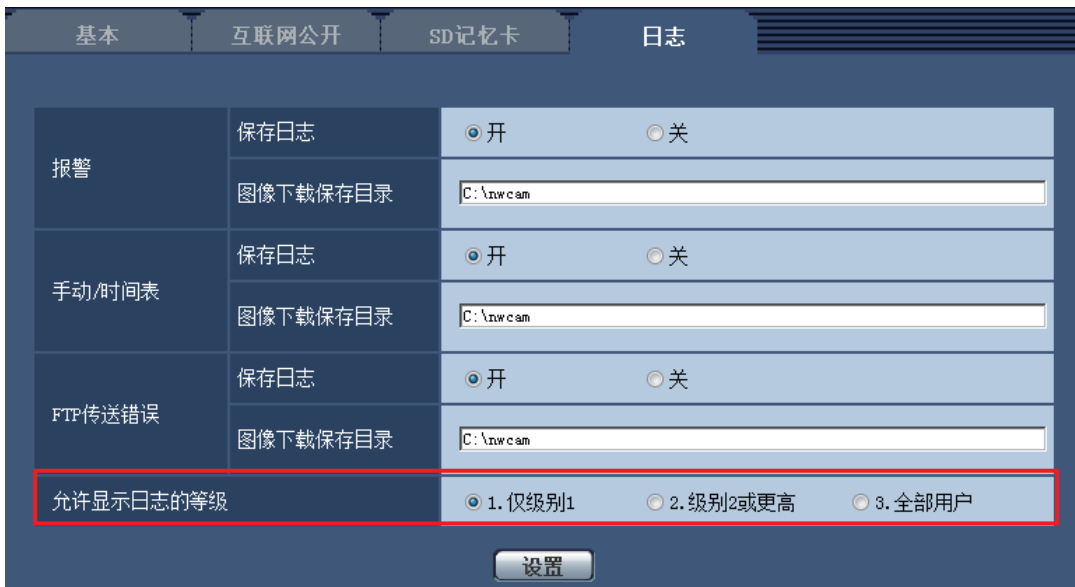 基本 互联网公开 SD记忆卡 日志
报警
保存日志 开 关
图像下载保存目录 C:\nwcam
手动/时间表
保存日志 开 关
图像下载保存目录 C:\nwcam
FTP传送错误
保存日志 开 关
图像下载保存目录 C:\nwcam
允许显示日志的等级 1.仅级别1 2.级别2或更高 3.全部用户
设置